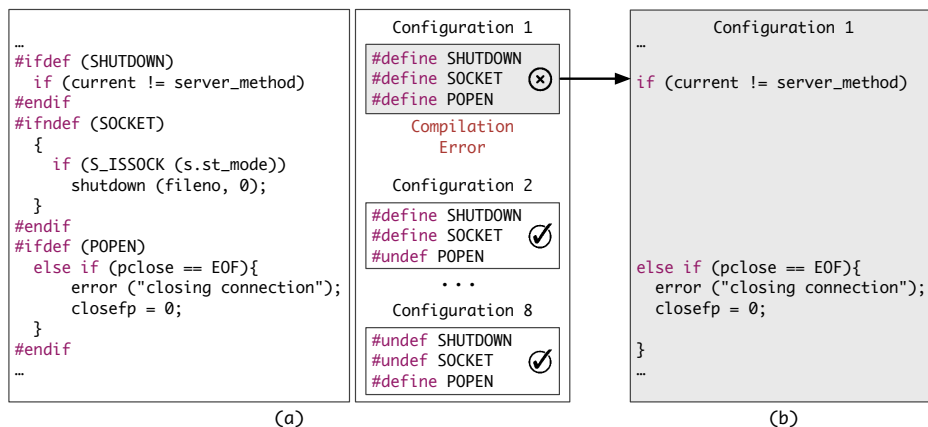 …
#ifdef (SHUTDOWN)
if (current != server_method)
#endif
#ifndef (SOCKET)
{
if (S_ISSOCK (s.st_mode))
shutdown (fileno, 0);
}
#endif
#ifdef (POPEN)
else if (pclose == EOF){
error ("closing connection");
closefp = 0;
}
#endif
…
(a)
Configuration 1
#define SHUTDOWN
#define SOCKET
#define POPEN
Compilation
Error
Configuration 2
#define SHUTDOWN
#define SOCKET
#undef POPEN
...
Configuration 8
#undef SHUTDOWN
#undef SOCKET
#define POPEN
Configuration 1
…
if (current != server_method)
else if (pclose == EOF){
error ("closing connection");
closefp = 0;
}
…
(b)